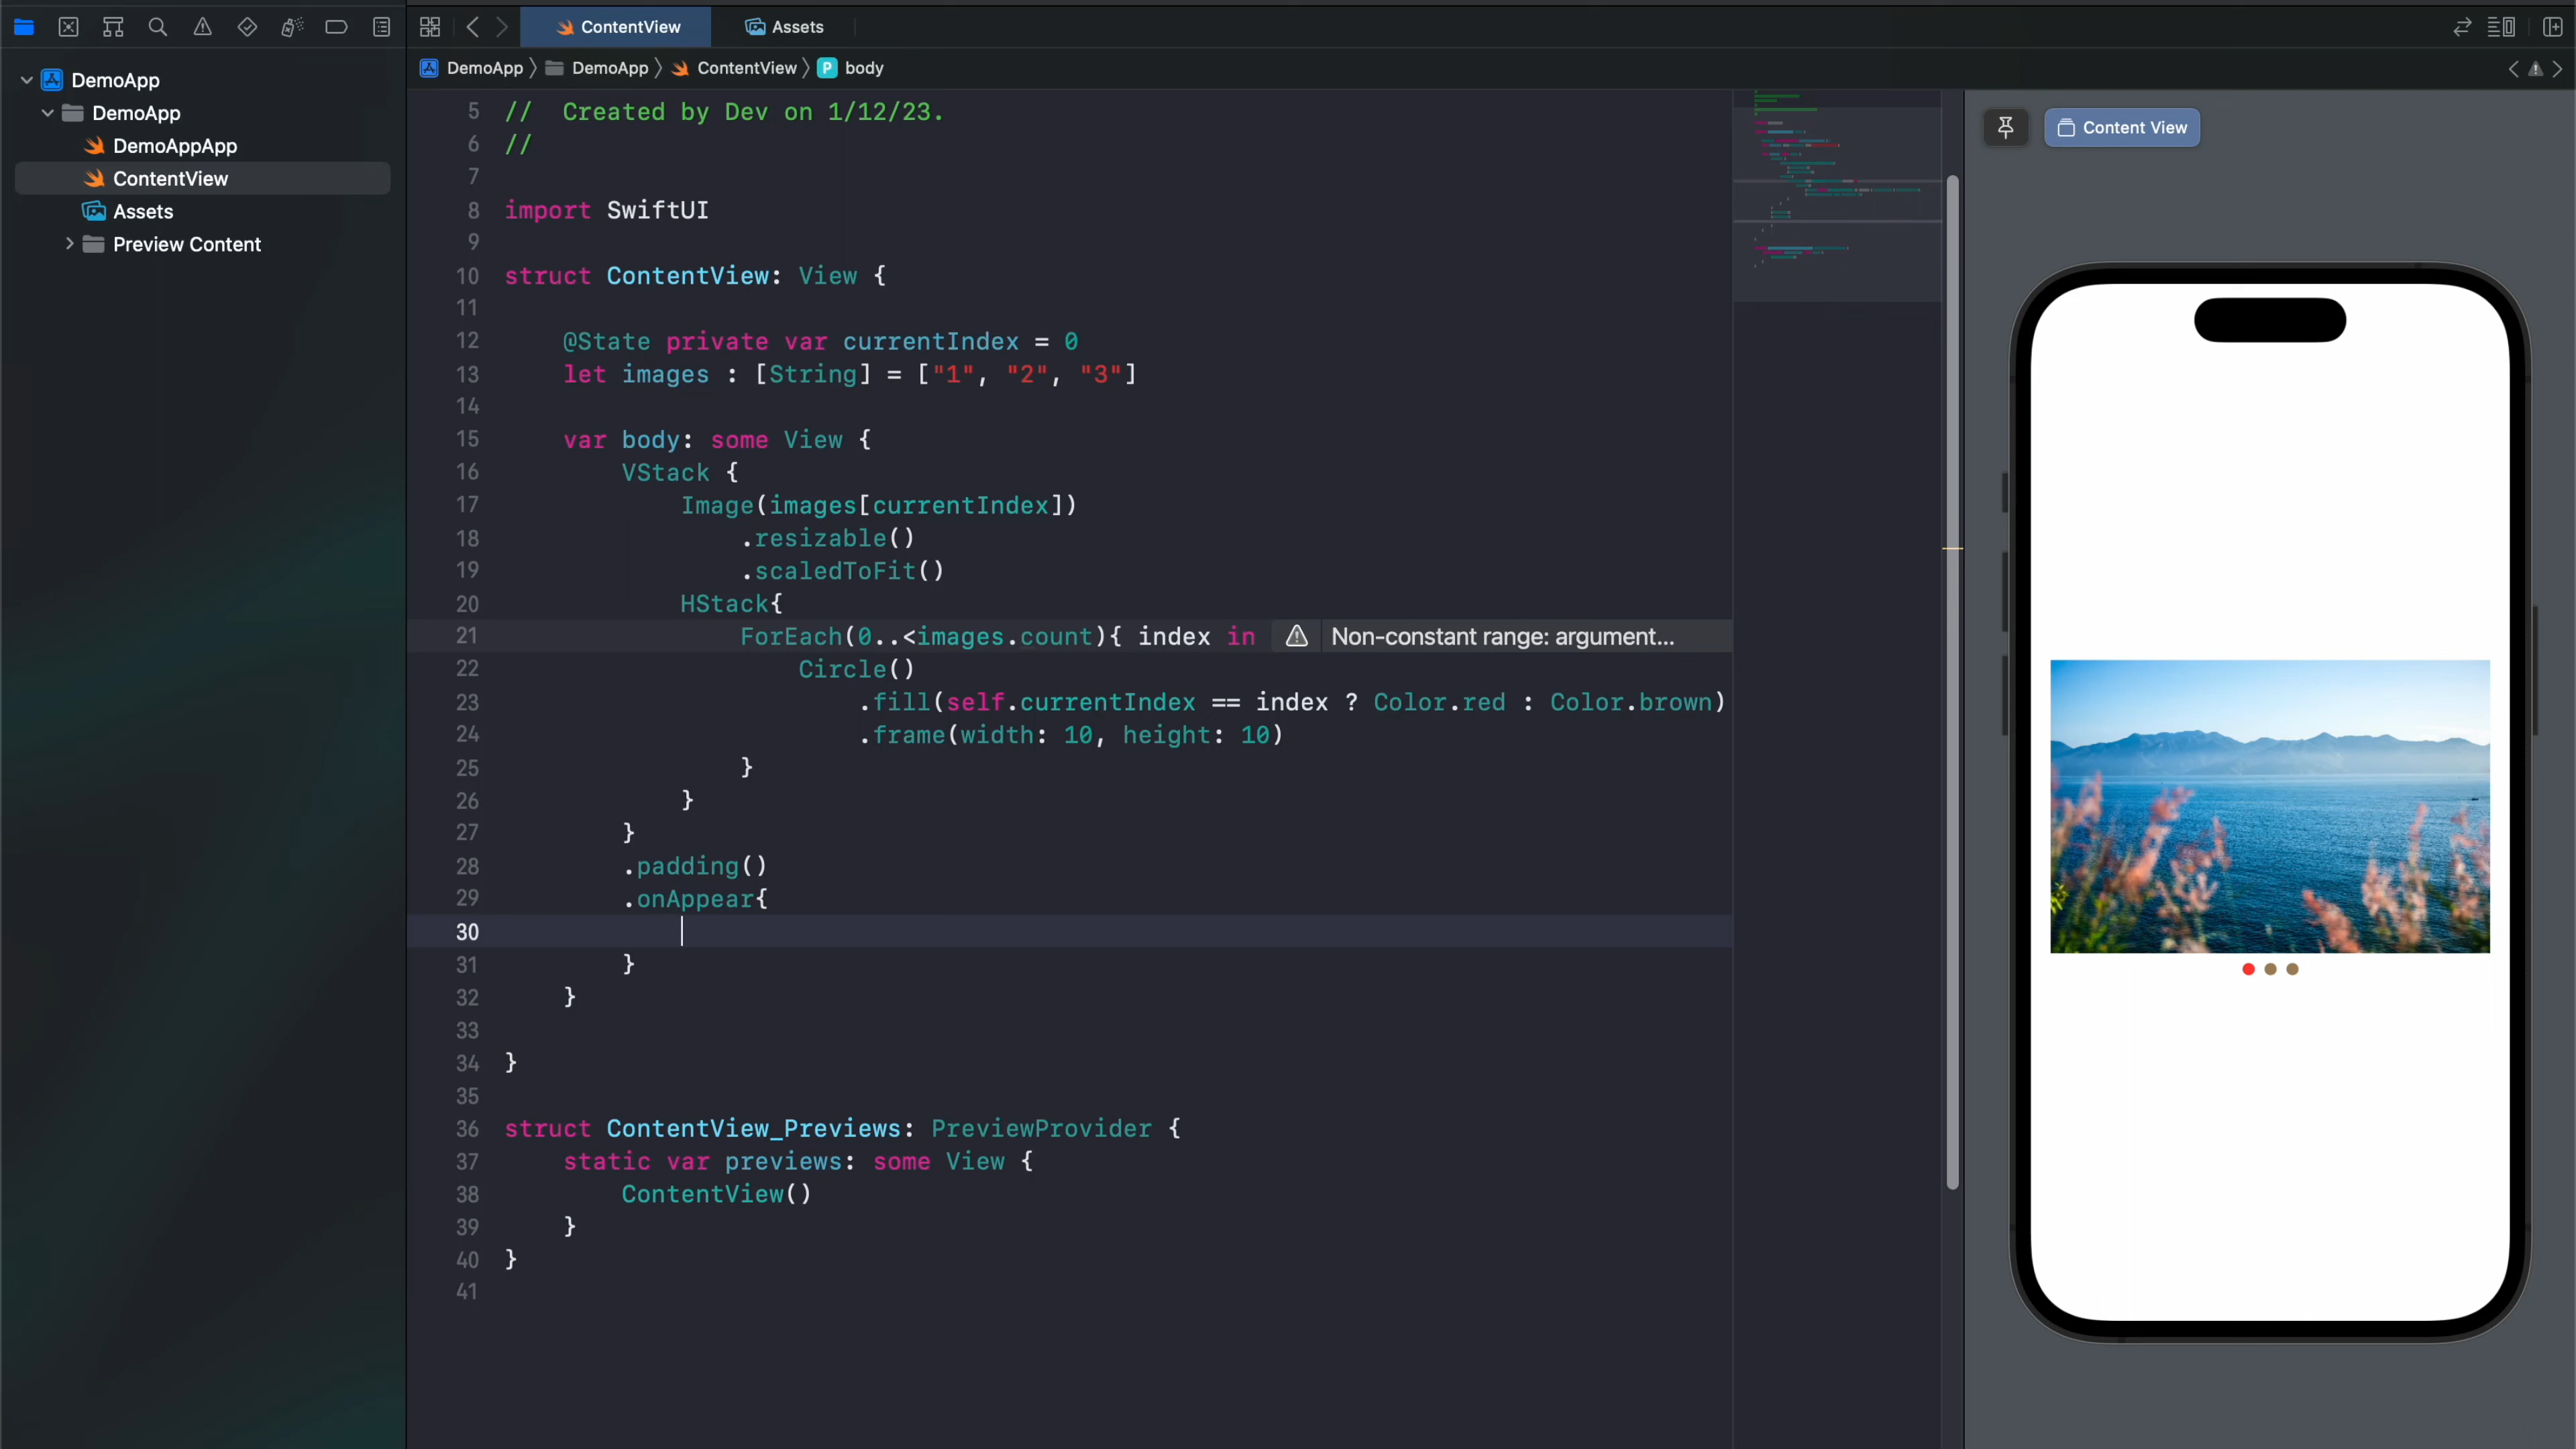 ContentView
Assets
DemoApp
DemoApp
ContentView
P
body
DemoApp
DemoApp
DemoAppApp
ContentView
Assets
Preview Content
5 //  Created by Dev on 1/12/23.
6 //
7
8 import SwiftUI
9
10 struct ContentView: View {
11
12 @State private var currentIndex = 0
13 let images : [String] = ["1", "2", "3"]
14
15 var body: some View {
16 VStack {
17 Image(images[currentIndex])
18 .resizable()
19 .scaledToFit()
20 HStack{
21 ForEach(0..<images.count){ index in Non-constant range: argument...
22 Circle()
23 .fill(self.currentIndex == index ? Color.red : Color.brown)
24 .frame(width: 10, height: 10)
25 }
26 }
27 }
28 .padding()
29 .onAppear{
30
31 }
32 }
33
34 }
35
36 struct ContentView_Previews: PreviewProvider {
37 static var previews: some View {
38 ContentView()
39 }
40 }
41
Content View